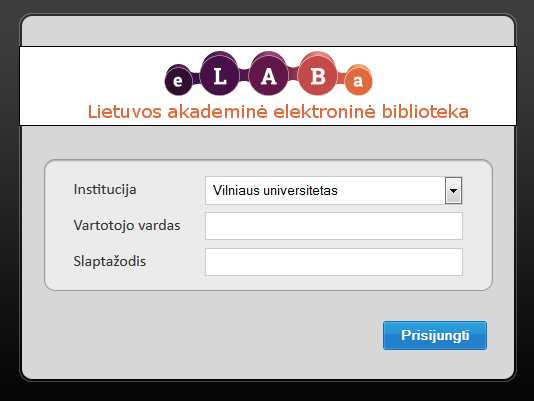 eLABa
Lietuvos akademinė elektroninė biblioteka
Institucija Vilniaus universitetas
Vartotojo vardas
Slaptažodis
Prisijungti